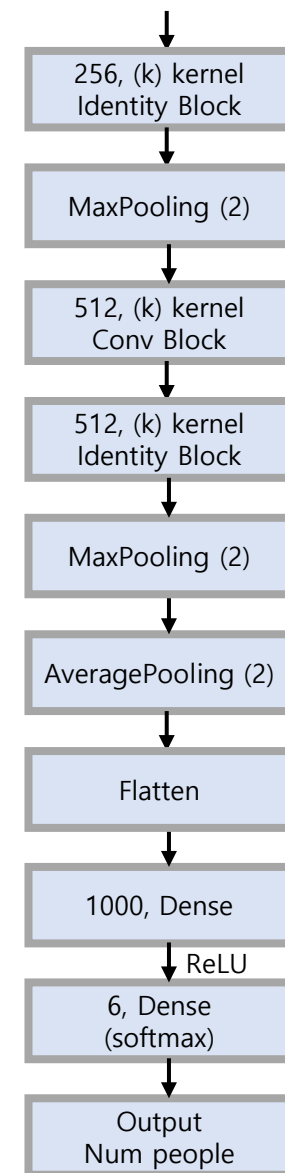 256, (k) kernel
Identity Block
MaxPooling (2)
512, (k) kernel
Conv Block
512, (k) kernel
Identity Block
MaxPooling (2)
AveragePooling (2)
Flatten
1000, Dense
ReLU
6, Dense
(softmax)
Output
Num people